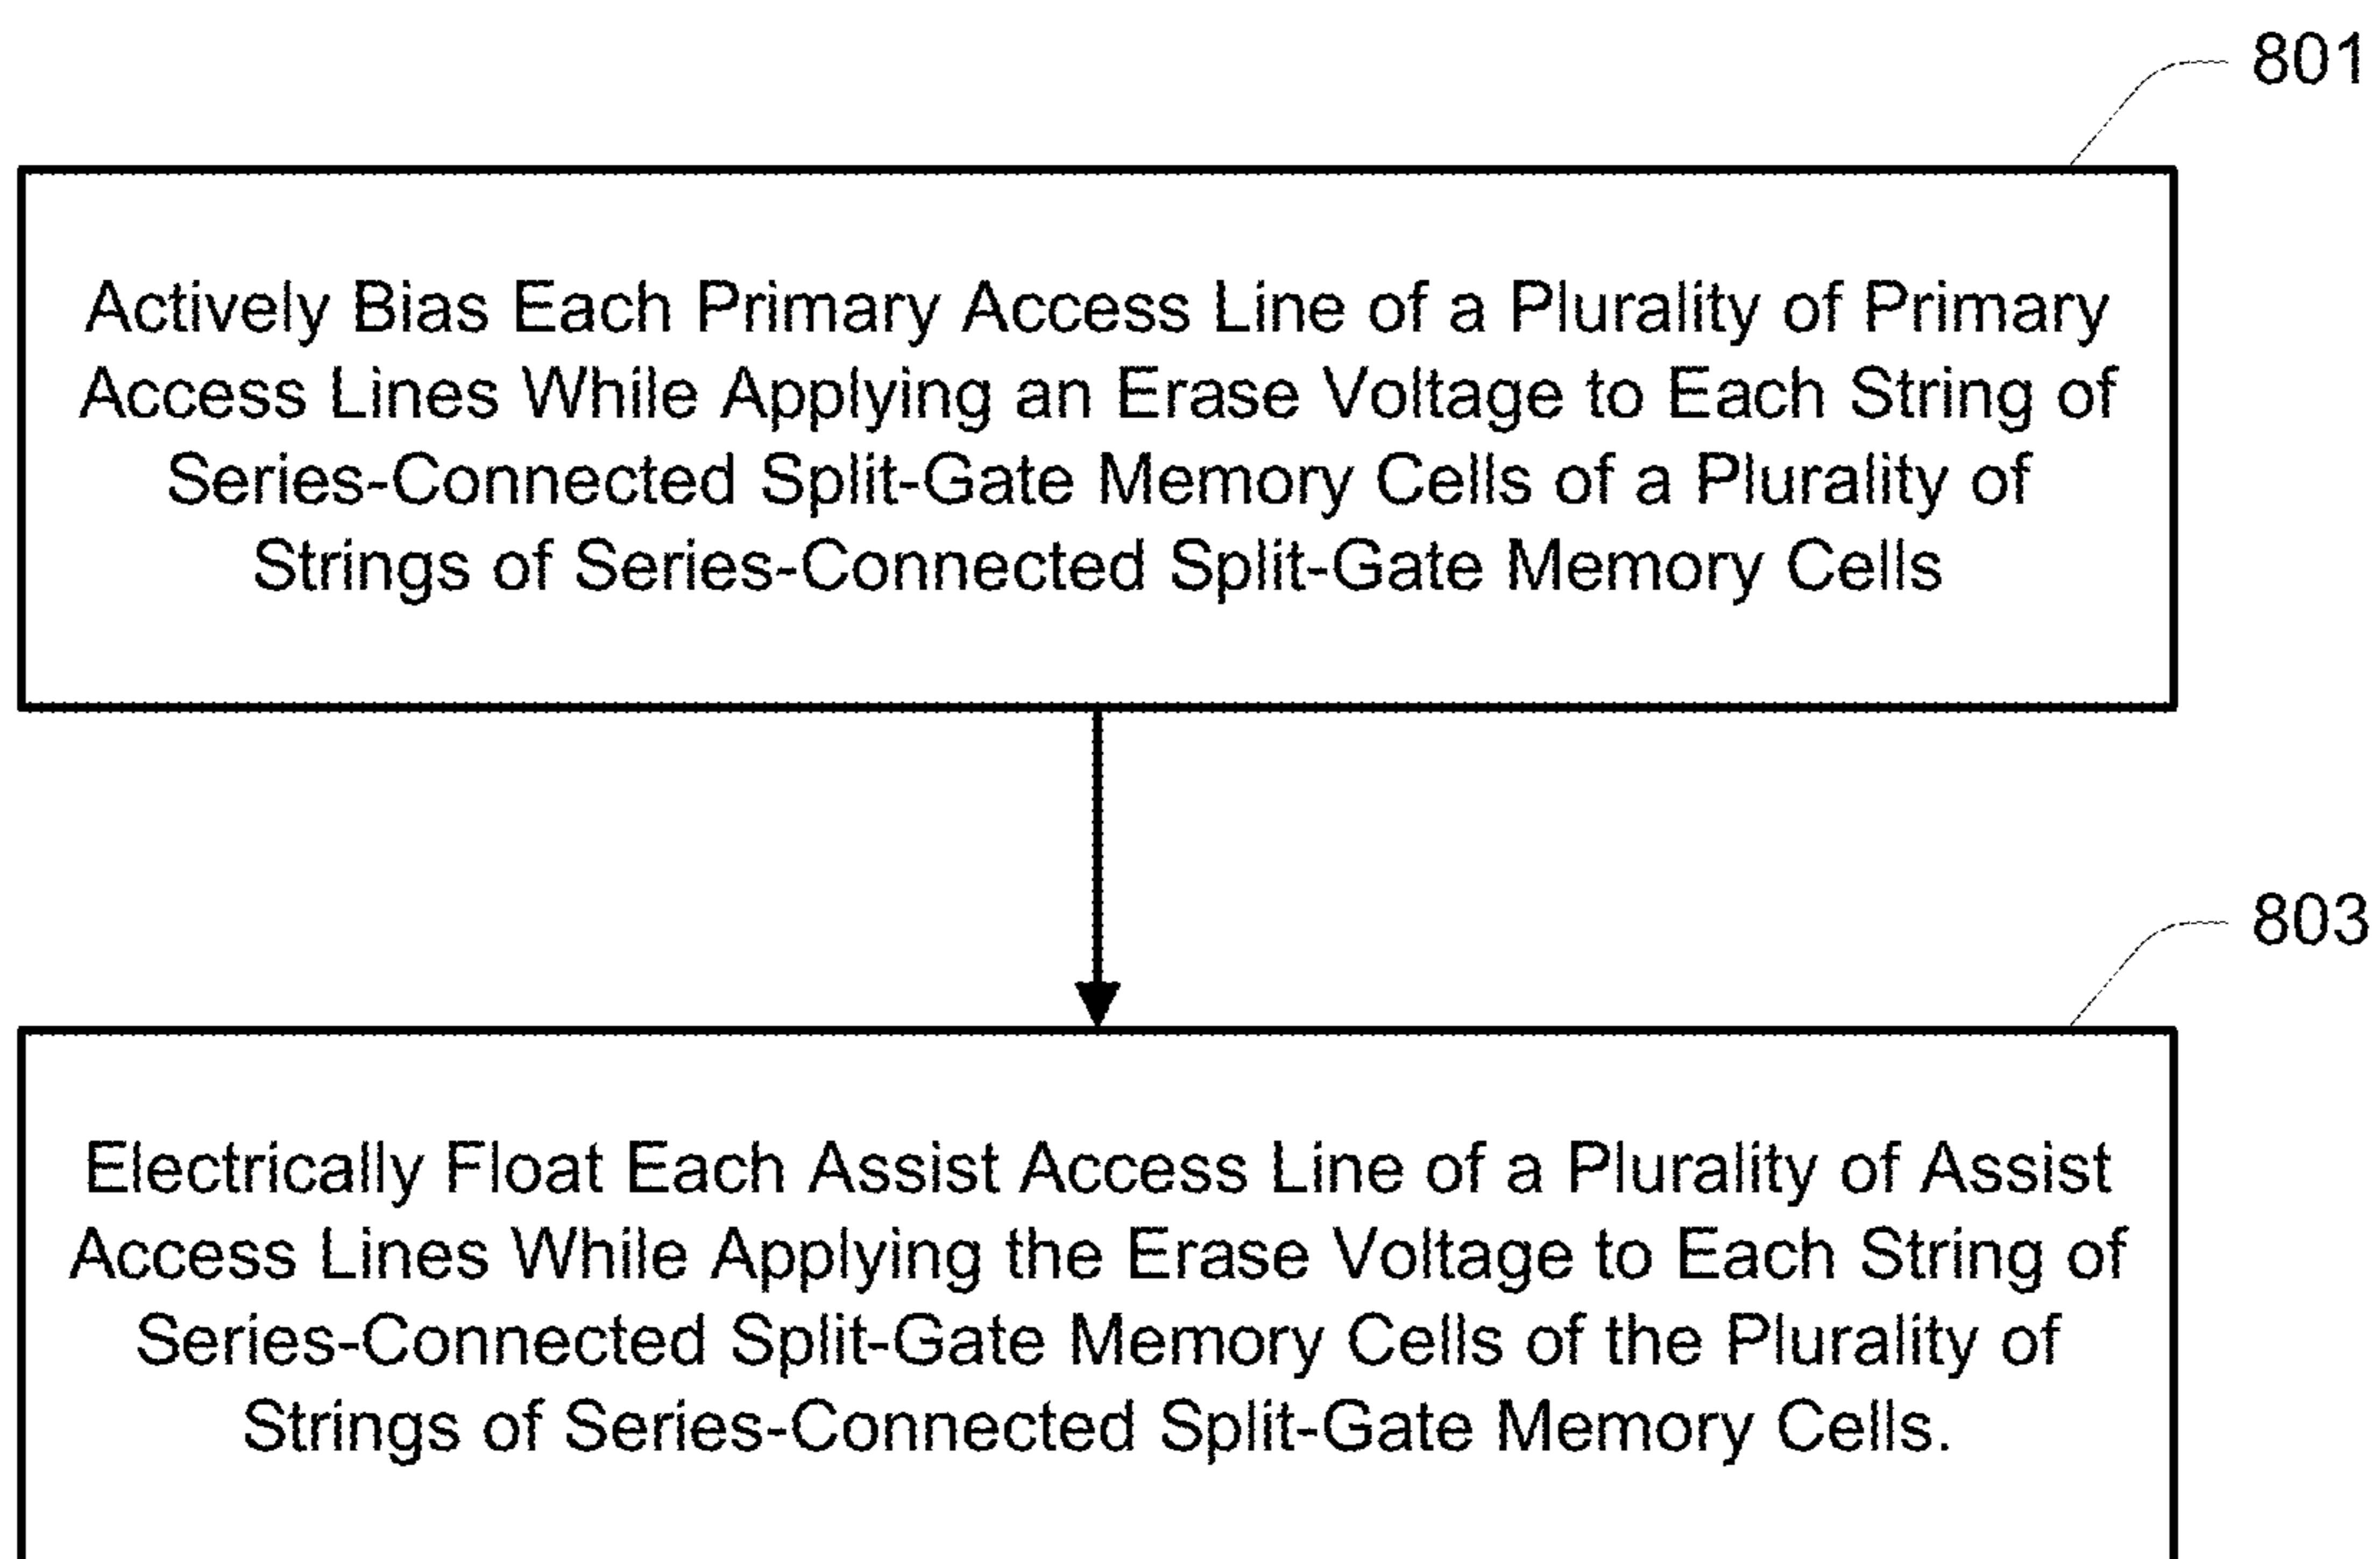 801
Actively Bias Each Primary Access Line of a Plurality of Primary
Access Lines While Applying an Erase Voltage to Each String of
Series-Connected Split-Gate Memory Cells of a Plurality of
Strings of Series-Connected Split-Gate Memory Cells
803
Electrically Float Each Assist Access Line of a Plurality of Assist
Access Lines While Applying the Erase Voltage to Each String of
Series-Connected Split-Gate Memory Cells of the Plurality of
Strings of Series-Connected Split-Gate Memory Cells.